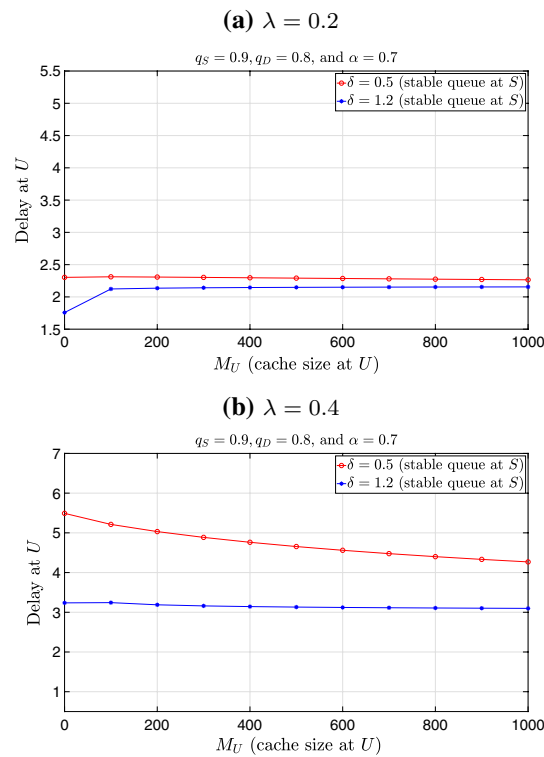 (a) λ = 0.2
q_S = 0.9, q_D = 0.8, and α = 0.7
δ = 0.5 (stable queue at S)
δ = 1.2 (stable queue at S)
5.5
5
4.5
4
3.5
3
2.5
2
1.5
Delay at U
0 200 400 600 800 1000
M_U (cache size at U)
(b) λ = 0.4
q_S = 0.9, q_D = 0.8, and α = 0.7
δ = 0.5 (stable queue at S)
δ = 1.2 (stable queue at S)
7
6
5
4
3
2
1
Delay at U
0 200 400 600 800 1000
M_U (cache size at U)